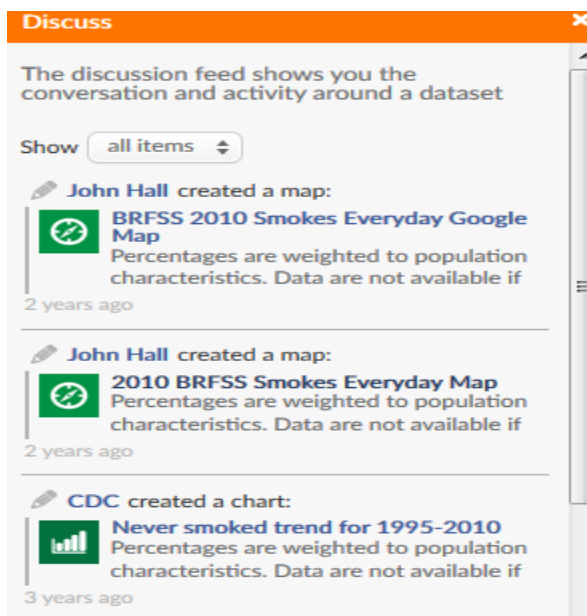 Discuss
The discussion feed shows you the
conversation and activity around a dataset
Show all items
John Hall created a map:
BRFSS 2010 Smokes Everyday Google
Map
Percentages are weighted to population
characteristics. Data are not available if
2 years ago
John Hall created a map:
2010 BRFSS Smokes Everyday Map
Percentages are weighted to population
characteristics. Data are not available if
2 years ago
CDC created a chart:
Never smoked trend for 1995-2010
Percentages are weighted to population
characteristics. Data are not available if
3 years ago